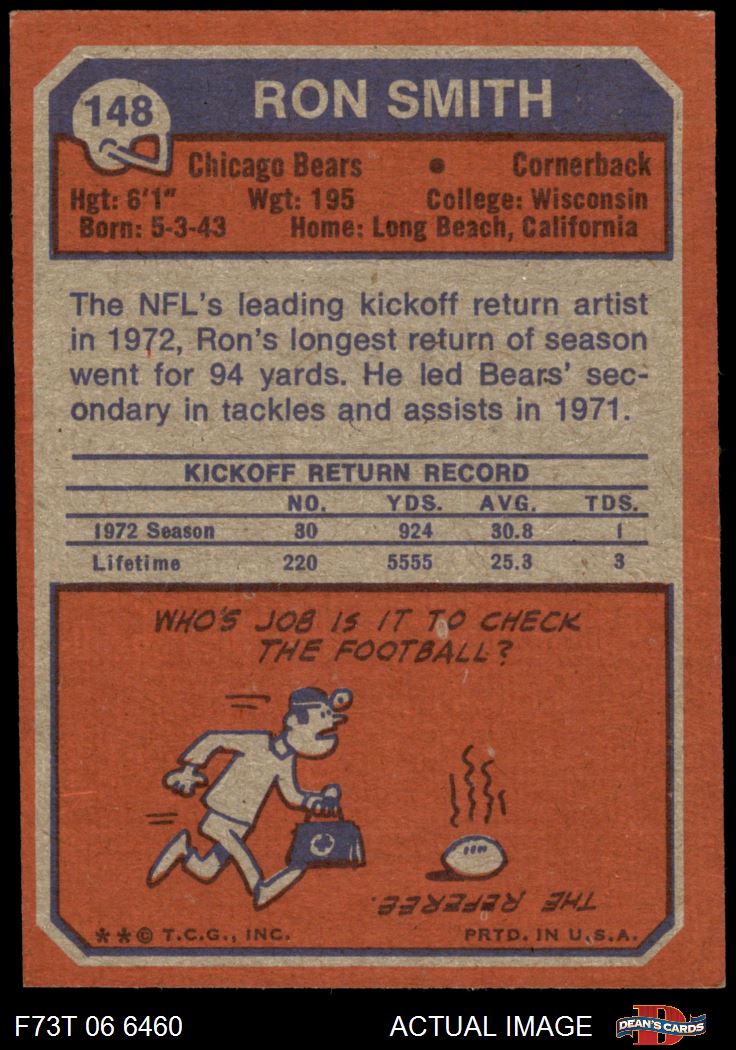 148
RON SMITH
Chicago Bears • Cornerback
Hgt: 6'1" Wgt: 195 College: Wisconsin
Born: 5-3-43 Home: Long Beach, California
The NFL's leading kickoff return artist
in 1972, Ron's longest return of season
went for 94 yards. He led Bears' sec-
ondary in tackles and assists in 1971.
KICKOFF RETURN RECORD
NO. YDS. AVG. TDS.
1972 Season 30 924 30.8 1
Lifetime 220 5555 25.3 3
WHO'S JOB IS IT TO CHECK
THE FOOTBALL?
THE REFEREE.
**© T.C.G., INC. PRTD. IN U.S.A.
F73T 06 6460 ACTUAL IMAGE
D
DEAN'S CARDS